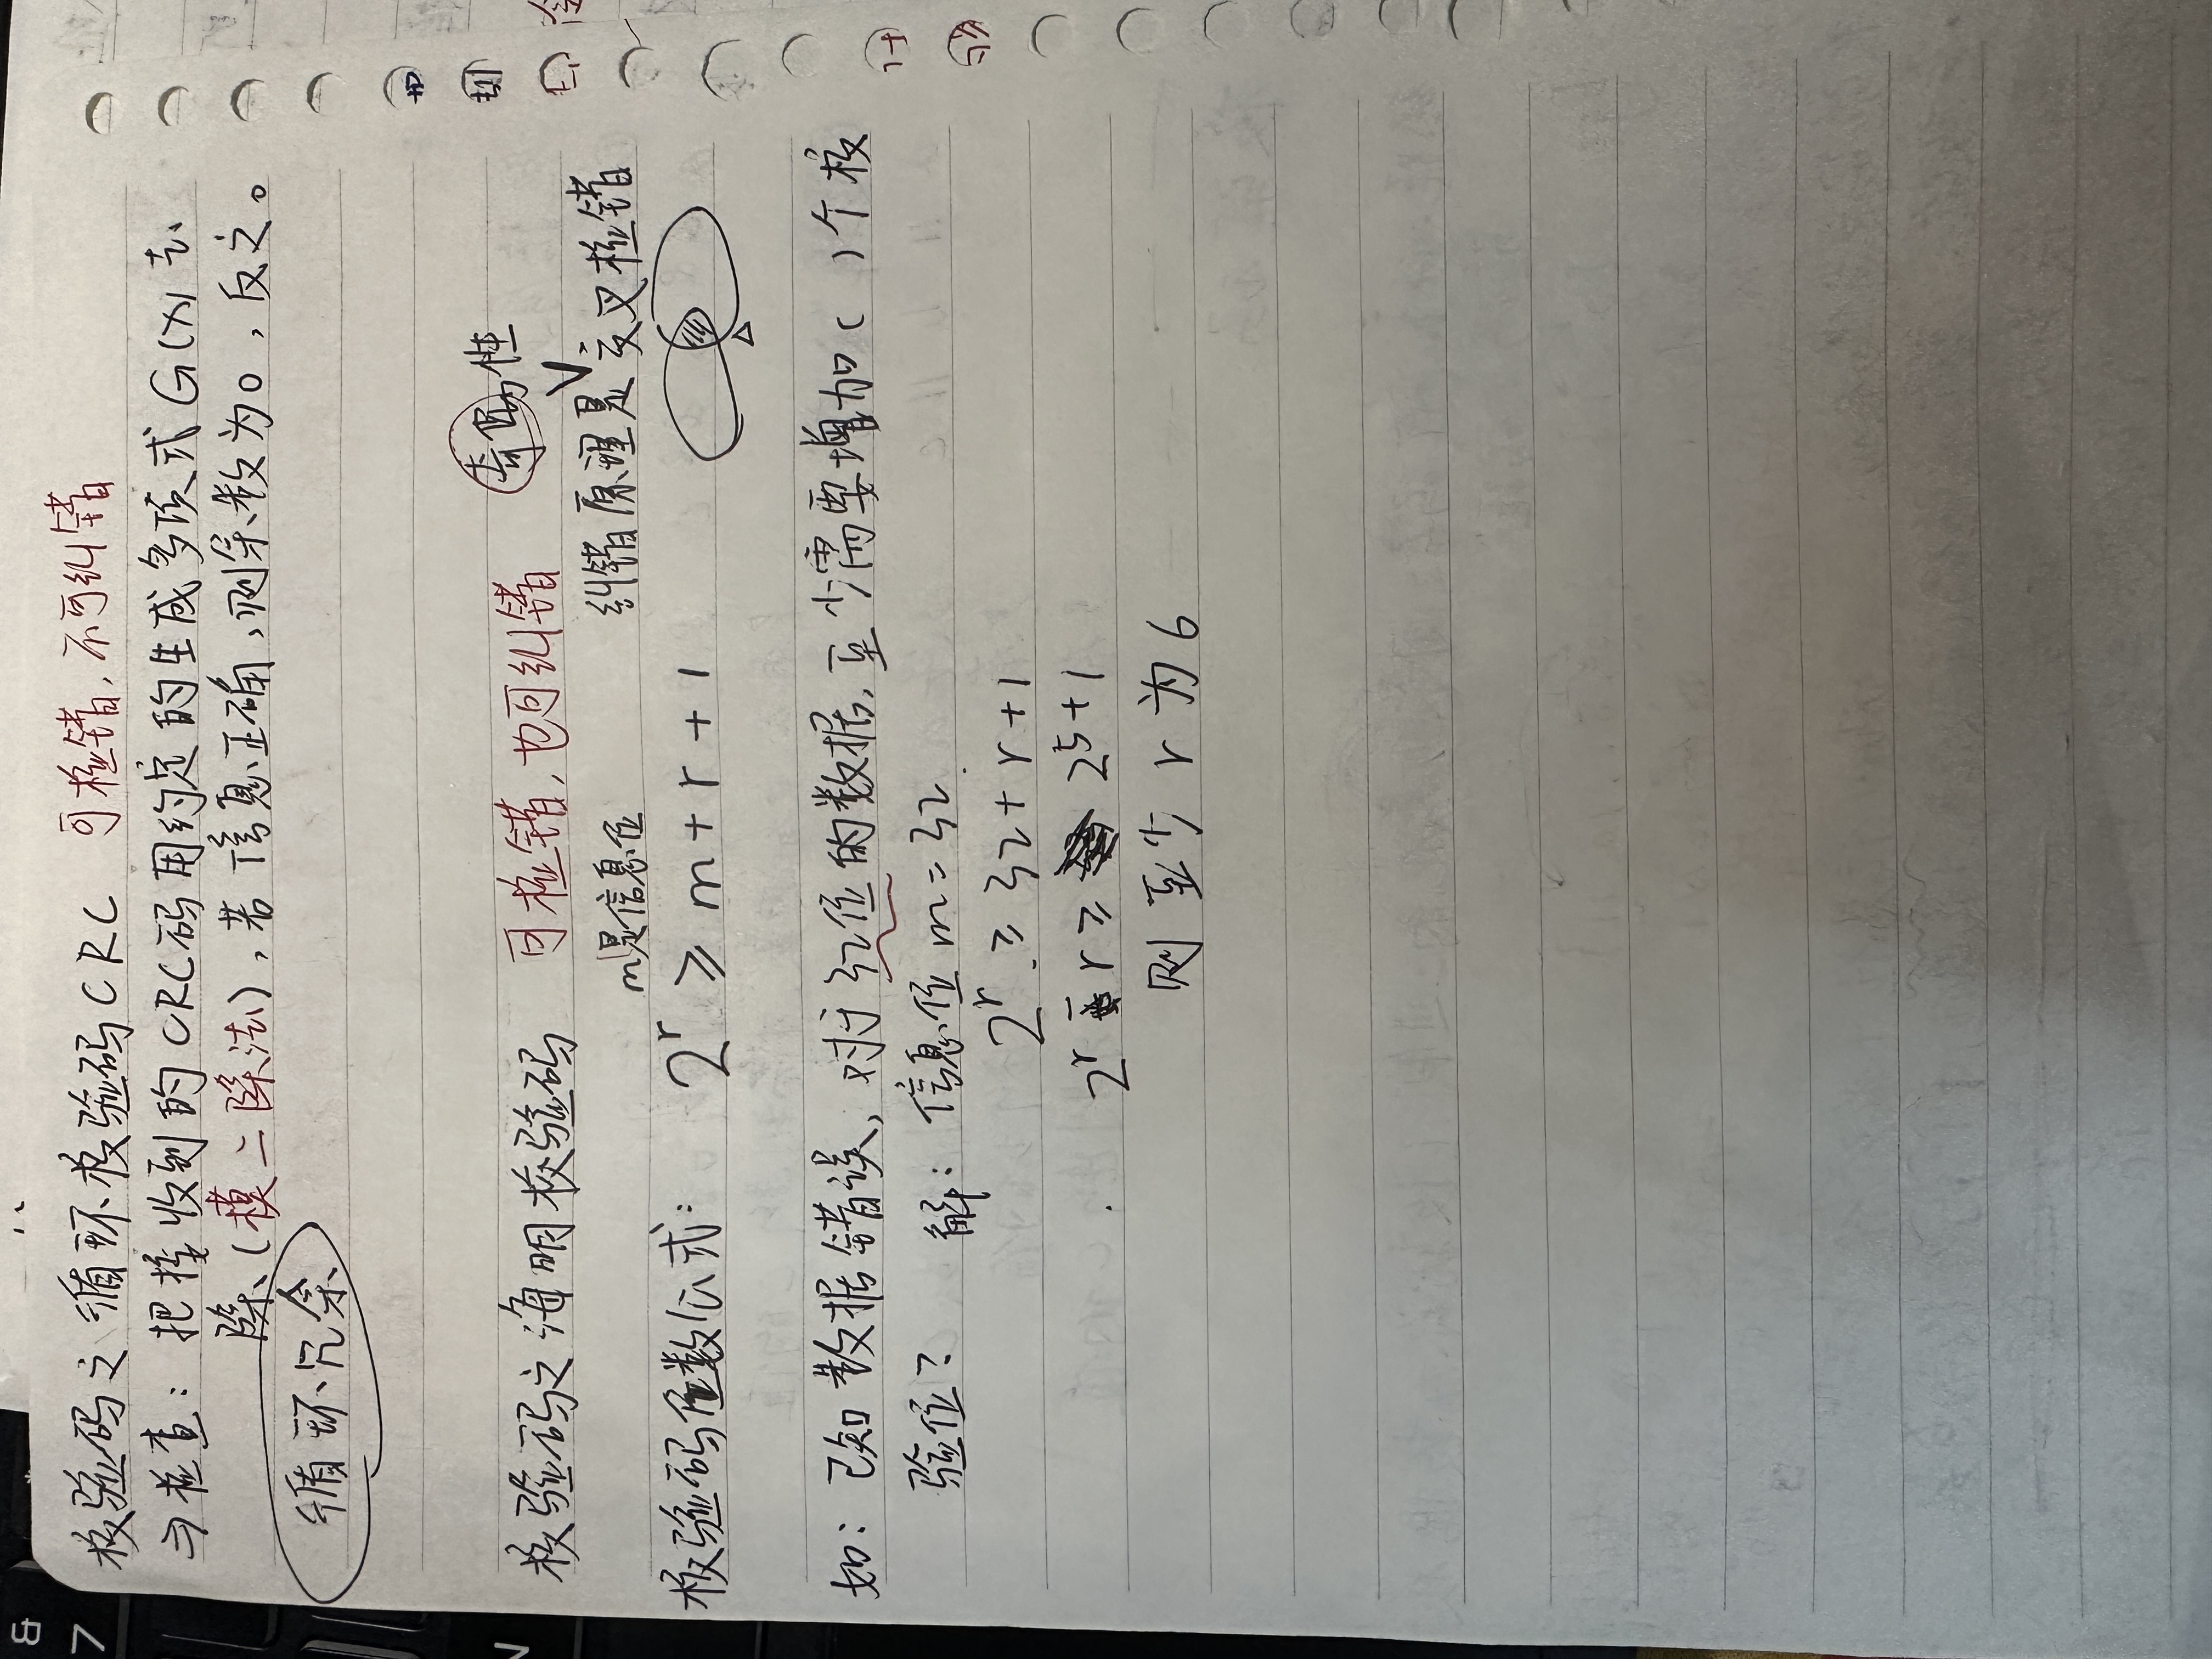 校验码之循环校验码CRC 可检错,不可纠错
⇒检查: 把接收到的CRC码用约定的生成多项式G(x)去
除(模二除法),若信息正确,则余数为0,反之。
循环冗余
奇偶性
校验码之海明校验码 可检错,也可纠错
纠错原理是交叉检错
m是信息位
校验码位数公式: 2^r ≥ m+r+1
如: 已知数据错误,对于32位的数据,至少需要增加( )个校
验位? 解: 信息位m=32
2^r ≥ 32+r+1
2^r - r ≥ 2^5+1
则至少r为6
& 7
N